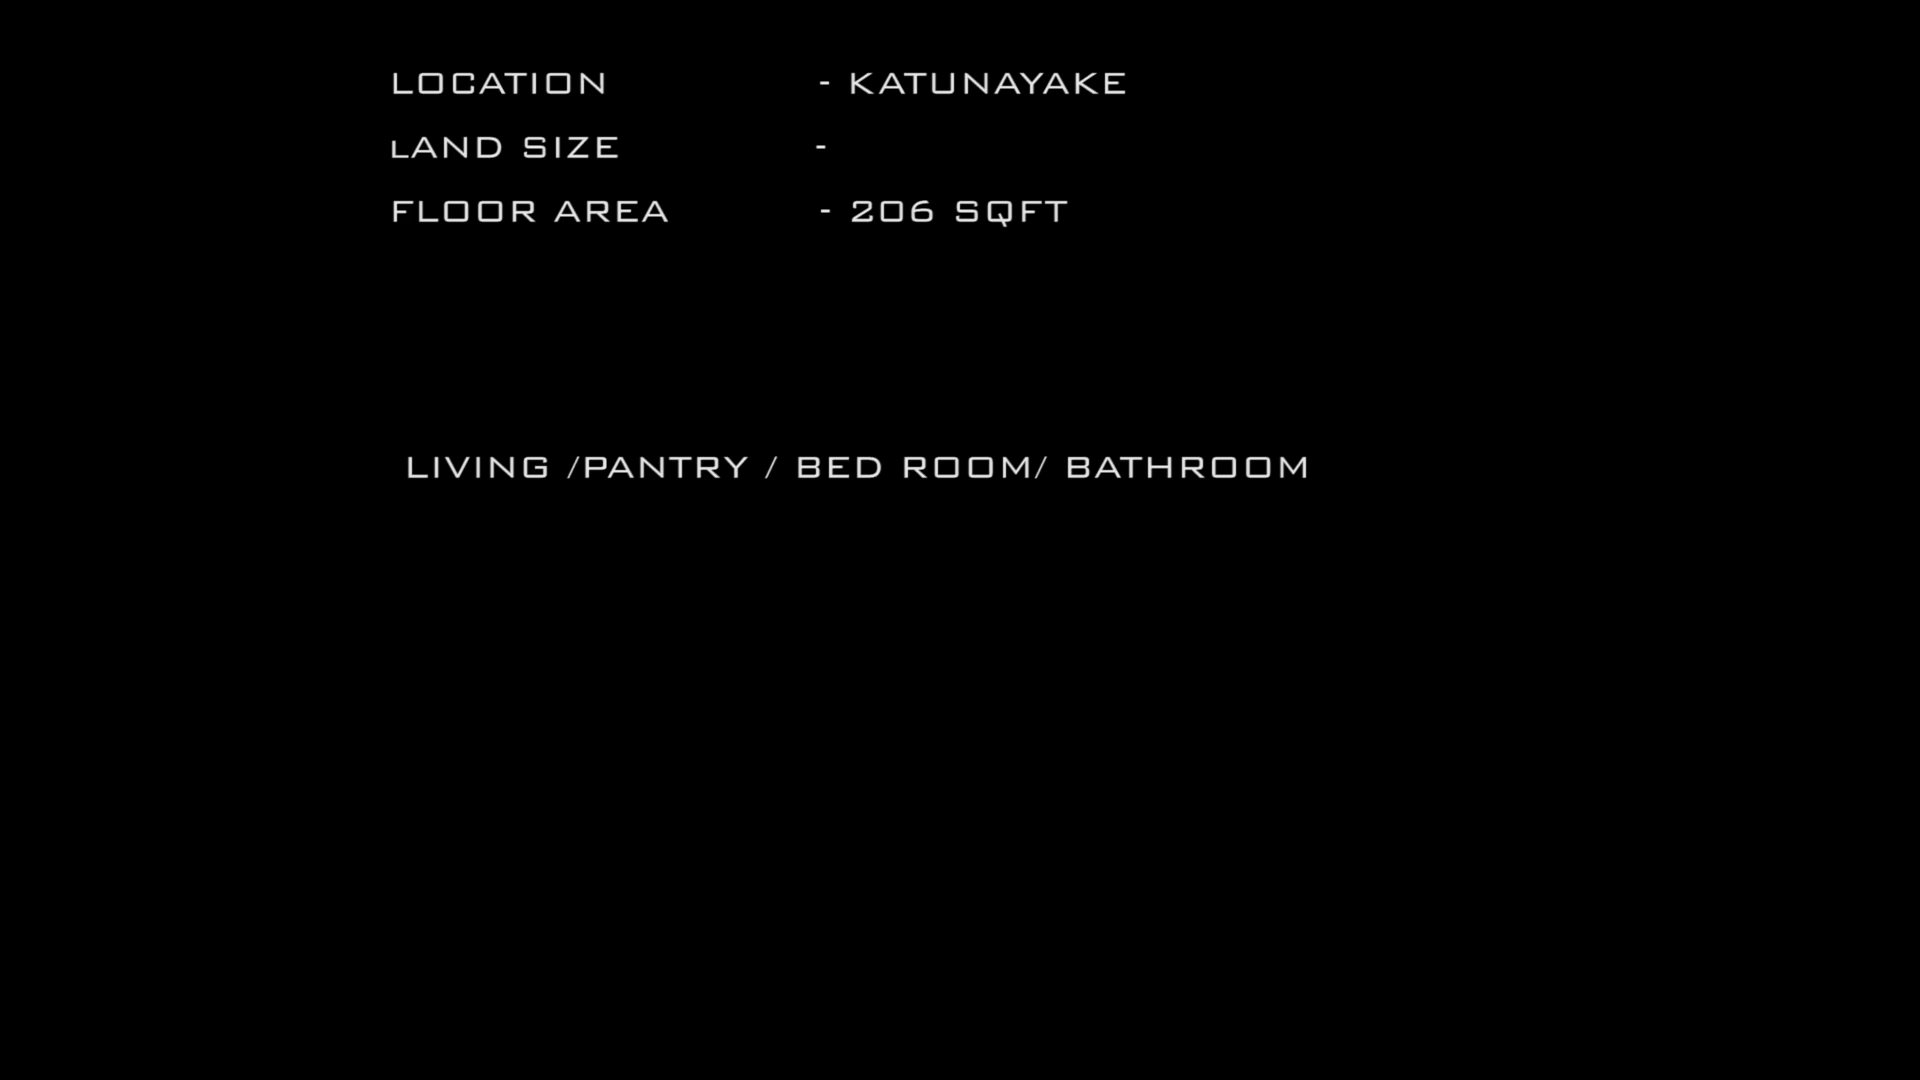 LOCATION - KATUNAYAKE
lAND SIZE -
FLOOR AREA - 206 SQFT
LIVING /PANTRY / BED ROOM/ BATHROOM